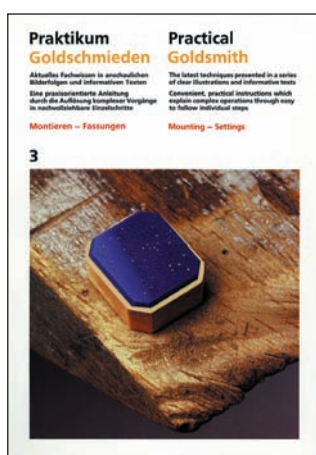 Praktikum
Goldschmieden
Aktuelles Fachwissen in anschaulichen
Bilderfolgen und informativen Texten
Eine praxisorientierte Anleitung
durch die Auflösung komplexer Vorgänge
in nachvollziehbare Einzelschritte
Montieren – Fassungen
Practical
Goldsmith
The latest techniques presented in a series
of clear illustrations and informative texts
Convenient, practical instructions which
explain complex operations through easy
to follow individual steps
Mounting – Settings
3